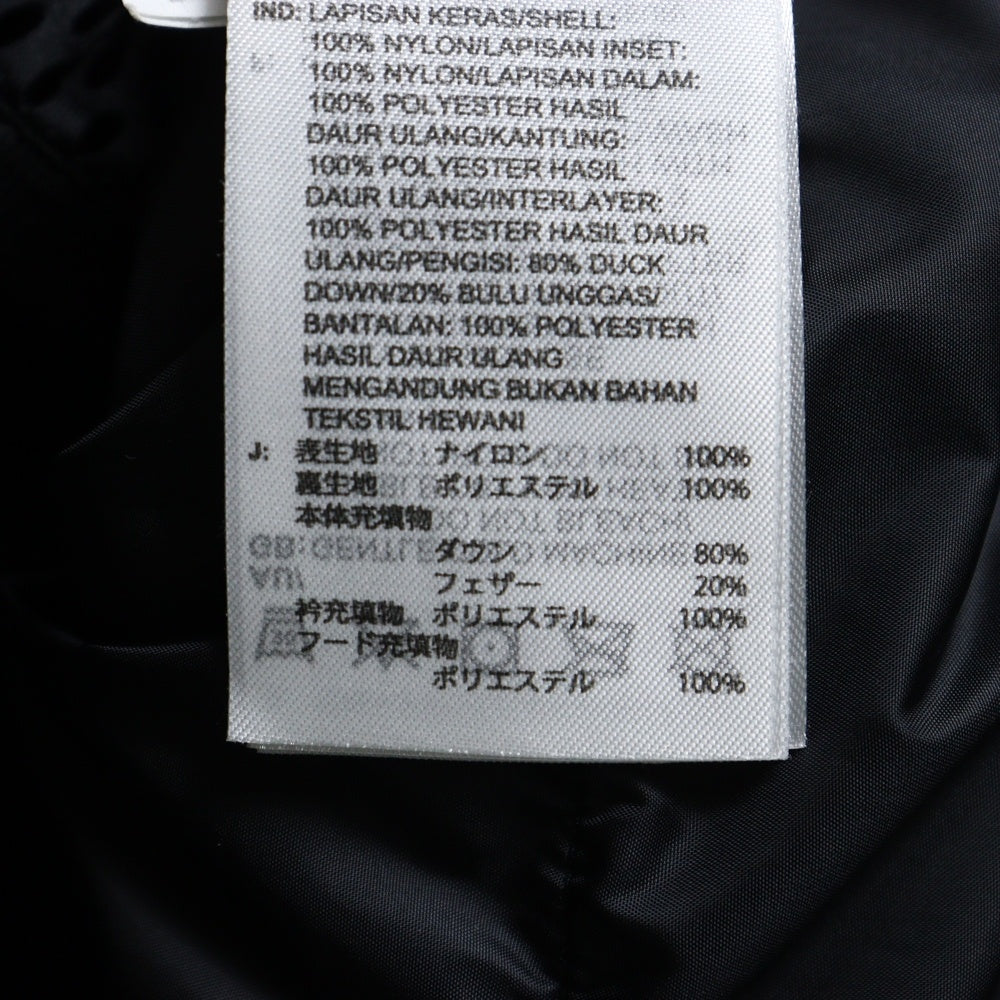 IND: LAPISAN KERAS/SHELL:
100% NYLON/LAPISAN INSET:
100% NYLON/LAPISAN DALAM:
100% POLYESTER HASIL
DAUR ULANG/KANTUNG:
100% POLYESTER HASIL
DAUR ULANG/INTERLAYER:
100% POLYESTER HASIL DAUR
ULANG/PENGISI: 80% DUCK
DOWN/20% BULU UNGGAS/
BANTALAN: 100% POLYESTER
HASIL DAUR ULANG
MENGANDUNG BUKAN BAHAN
TEKSTIL HEWANI
J: 表生地 ナイロン 100%
裏生地 ポリエステル 100%
本体充填物
ダウン 80%
フェザー 20%
衿充填物 ポリエステル 100%
フード充填物
ポリエステル 100%